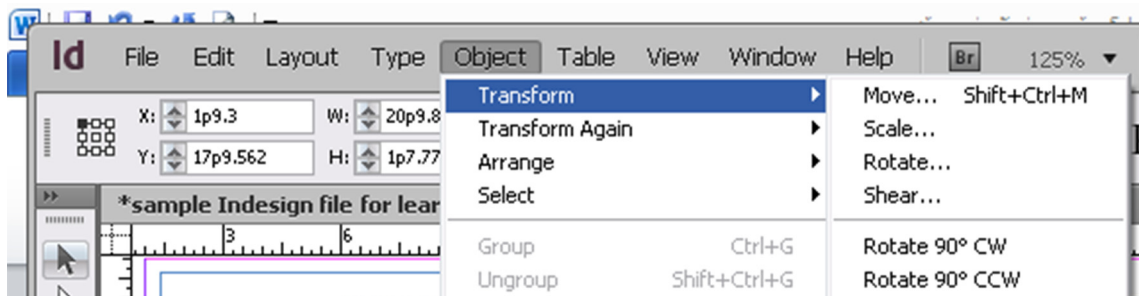 W
Id File Edit Layout Type Object Table View Window Help Br 125%
X: 1p9.3 W: 20p9.8
Y: 17p9.562 H: 1p7.77
Transform
Transform Again
Arrange
Select
Group Ctrl+G
Ungroup Shift+Ctrl+G
Move... Shift+Ctrl+M
Scale...
Rotate...
Shear...
Rotate 90° CW
Rotate 90° CCW
*sample Indesign file for lear
3 6